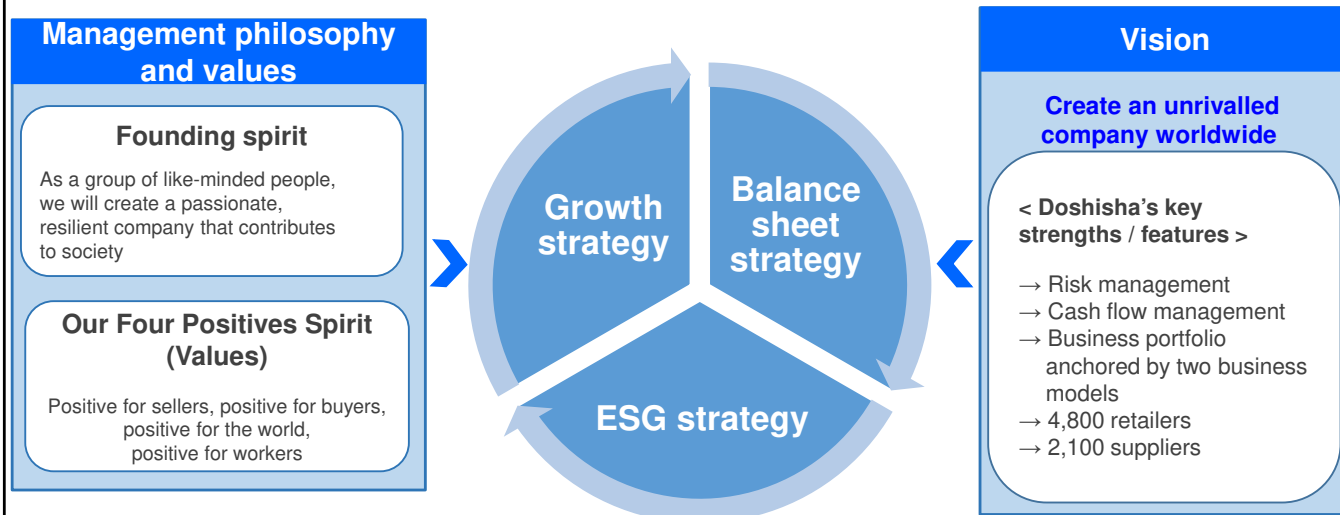 Management philosophy
and values
Founding spirit
As a group of like-minded people,
we will create a passionate,
resilient company that contributes
to society
Our Four Positives Spirit
(Values)
Positive for sellers, positive for buyers,
positive for the world,
positive for workers
Growth
strategy
Balance
sheet
strategy
ESG strategy
Vision
Create an unrivalled
company worldwide
< Doshisha's key
strengths / features >
→ Risk management
→ Cash flow management
→ Business portfolio
anchored by two business
models
→ 4,800 retailers
→ 2,100 suppliers